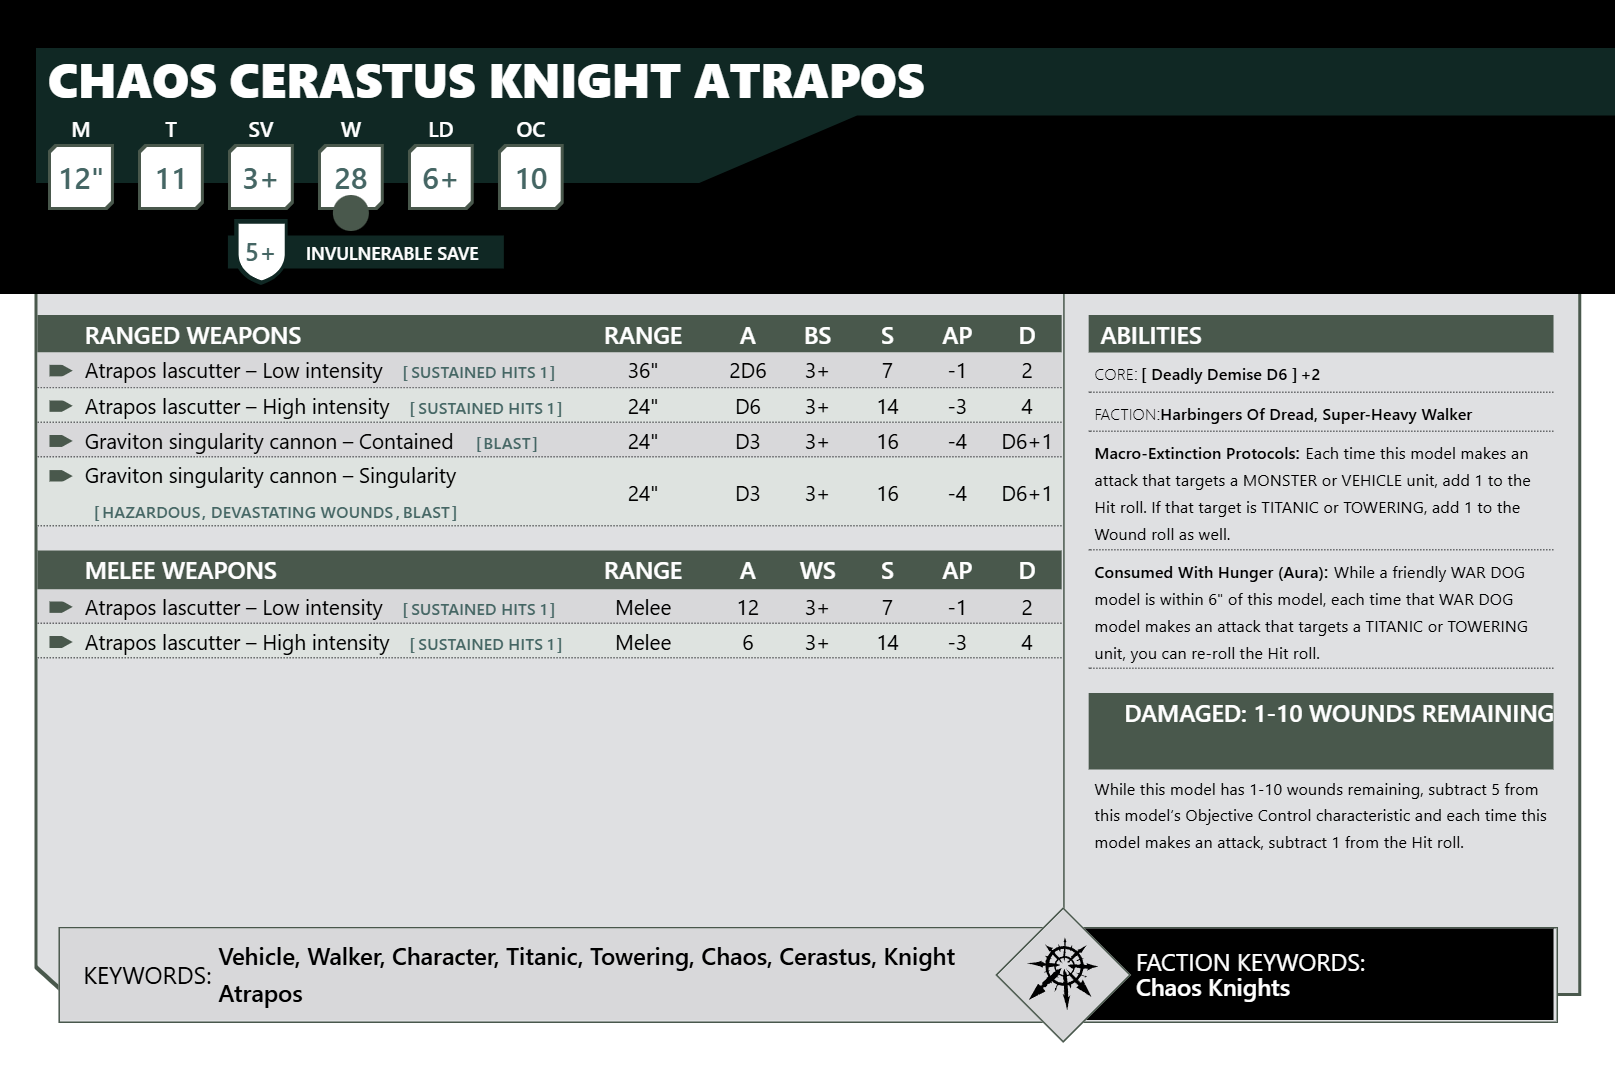 CHAOS CERASTUS KNIGHT ATRAPOS
M T SV W LD OC
12" 11 3+ 28 6+ 10
5+ INVULNERABLE SAVE
RANGED WEAPONS RANGE A BS S AP D
Atrapos lascutter – Low intensity [SUSTAINED HITS 1] 36" 2D6 3+ 7 -1 2
Atrapos lascutter – High intensity [SUSTAINED HITS 1] 24" D6 3+ 14 -3 4
Graviton singularity cannon – Contained [BLAST] 24" D3 3+ 16 -4 D6+1
Graviton singularity cannon – Singularity
[HAZARDOUS, DEVASTATING WOUNDS, BLAST] 24" D3 3+ 16 -4 D6+1
MELEE WEAPONS RANGE A WS S AP D
Atrapos lascutter – Low intensity [SUSTAINED HITS 1] Melee 12 3+ 7 -1 2
Atrapos lascutter – High intensity [SUSTAINED HITS 1] Melee 6 3+ 14 -3 4
ABILITIES
CORE: [ Deadly Demise D6 ] +2
FACTION:Harbingers Of Dread, Super-Heavy Walker
Macro-Extinction Protocols: Each time this model makes an
attack that targets a MONSTER or VEHICLE unit, add 1 to the
Hit roll. If that target is TITANIC or TOWERING, add 1 to the
Wound roll as well.
Consumed With Hunger (Aura): While a friendly WAR DOG
model is within 6" of this model, each time that WAR DOG
model makes an attack that targets a TITANIC or TOWERING
unit, you can re-roll the Hit roll.
DAMAGED: 1-10 WOUNDS REMAINING
While this model has 1-10 wounds remaining, subtract 5 from
this model's Objective Control characteristic and each time this
model makes an attack, subtract 1 from the Hit roll.
KEYWORDS: Vehicle, Walker, Character, Titanic, Towering, Chaos, Cerastus, Knight
Atrapos
FACTION KEYWORDS:
Chaos Knights